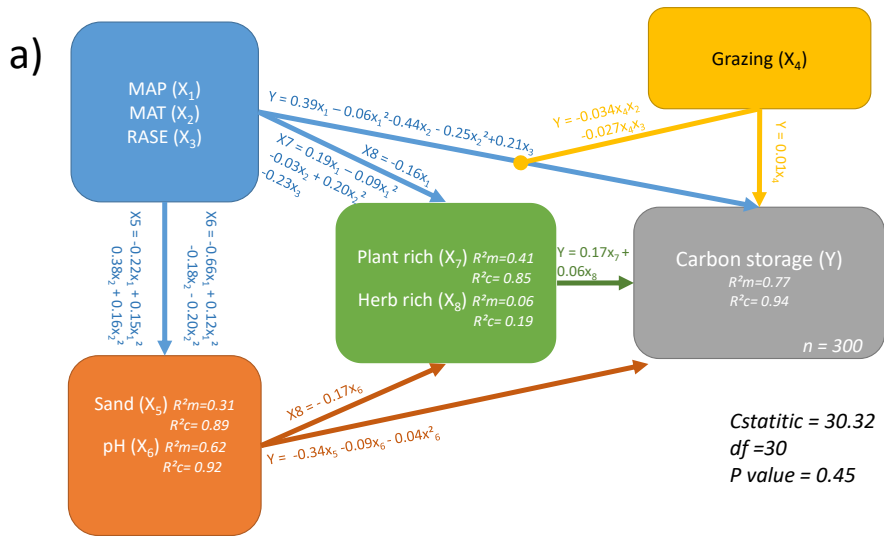 a)
MAP (X₁)
MAT (X₂)
RASE (X₃)
Grazing (X₄)
Y = 0.39x₁ – 0.06x₁²-0.44x₂ - 0.25x₂²+0.21x₃
Y = -0.034x₄x₂
-0.027x₄x₃
Y = 0.01x₄
X8 = -0.16x₁
X7 = 0.19x₁ – 0.09x₁²
-0.03x₂ + 0.20x₂²
-0.23x₃
X6 = -0.66x₁ + 0.12x₁²
-0.18x₂ - 0.20x₂²
X5 = -0.22x₁ + 0.15x₁²
0.38x₂ + 0.16x₂²
Plant rich (X₇) R²m=0.41
R²c= 0.85
Herb rich (X₈) R²m=0.06
R²c= 0.19
Y = 0.17x₇ +
0.06x₈
Carbon storage (Y)
R²m=0.77
R²c= 0.94
n = 300
Sand (X₅) R²m=0.31
R²c= 0.89
pH (X₆) R²m=0.62
R²c= 0.92
X8 = - 0.17x₆
Y = -0.34x₅ -0.09x₆ - 0.04x²₆
Cstatitic = 30.32
df =30
P value = 0.45